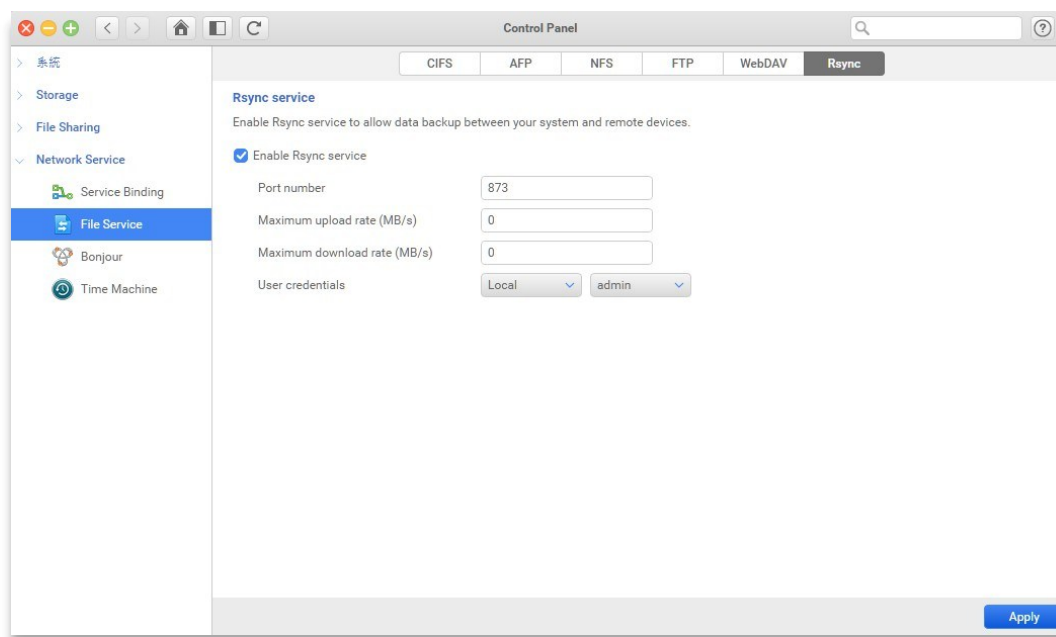 Control Panel
系統
Storage
File Sharing
Network Service
Service Binding
File Service
Bonjour
Time Machine
CIFS AFP NFS FTP WebDAV Rsync
Rsync service
Enable Rsync service to allow data backup between your system and remote devices.
Enable Rsync service
Port number 873
Maximum upload rate (MB/s) 0
Maximum download rate (MB/s) 0
User credentials Local admin
Apply